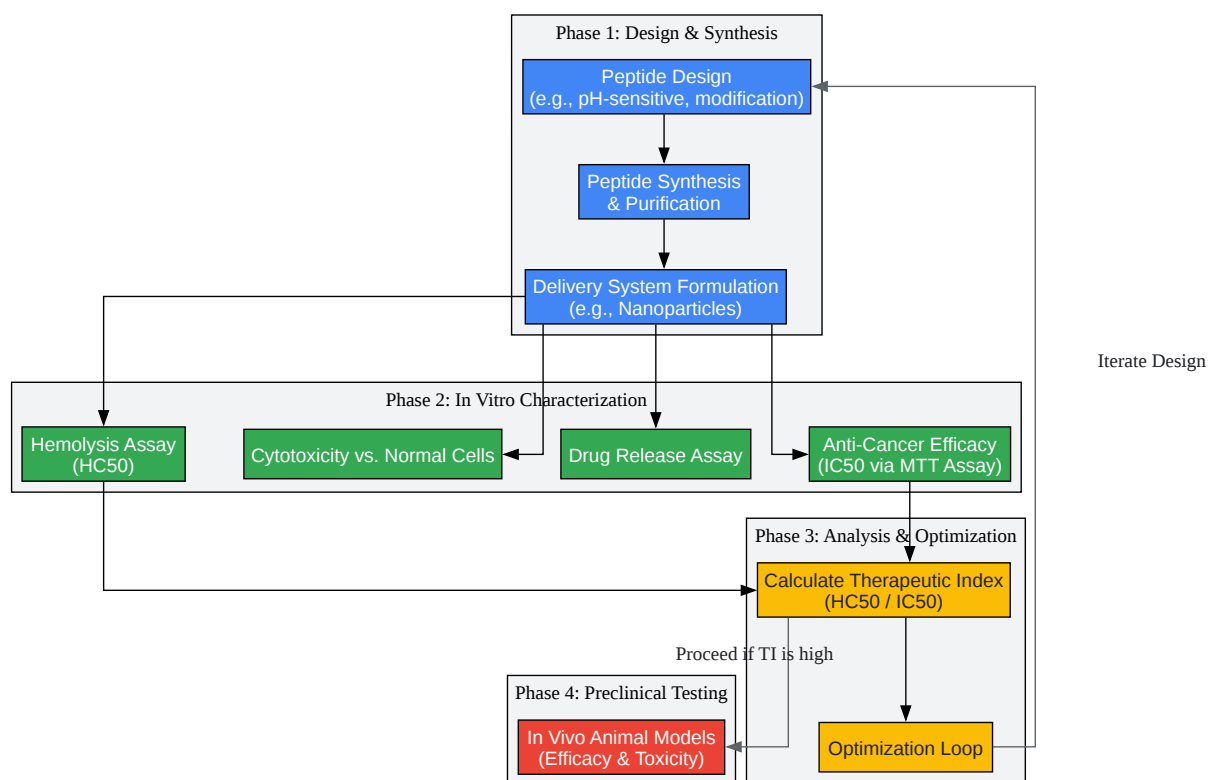 Phase 1: Design & Synthesis
Peptide Design
(e.g., pH-sensitive, modification)
Peptide Synthesis
& Purification
Delivery System Formulation
(e.g., Nanoparticles)
Iterate Design
Phase 2: In Vitro Characterization
Hemolysis Assay
(HC50)
Cytotoxicity vs. Normal Cells
Drug Release Assay
Anti-Cancer Efficacy
(IC50 via MTT Assay)
Phase 3: Analysis & Optimization
Calculate Therapeutic Index
(HC50 / IC50)
Proceed if TI is high
Phase 4: Preclinical Testing
In Vivo Animal Models
(Efficacy & Toxicity)
Optimization Loop